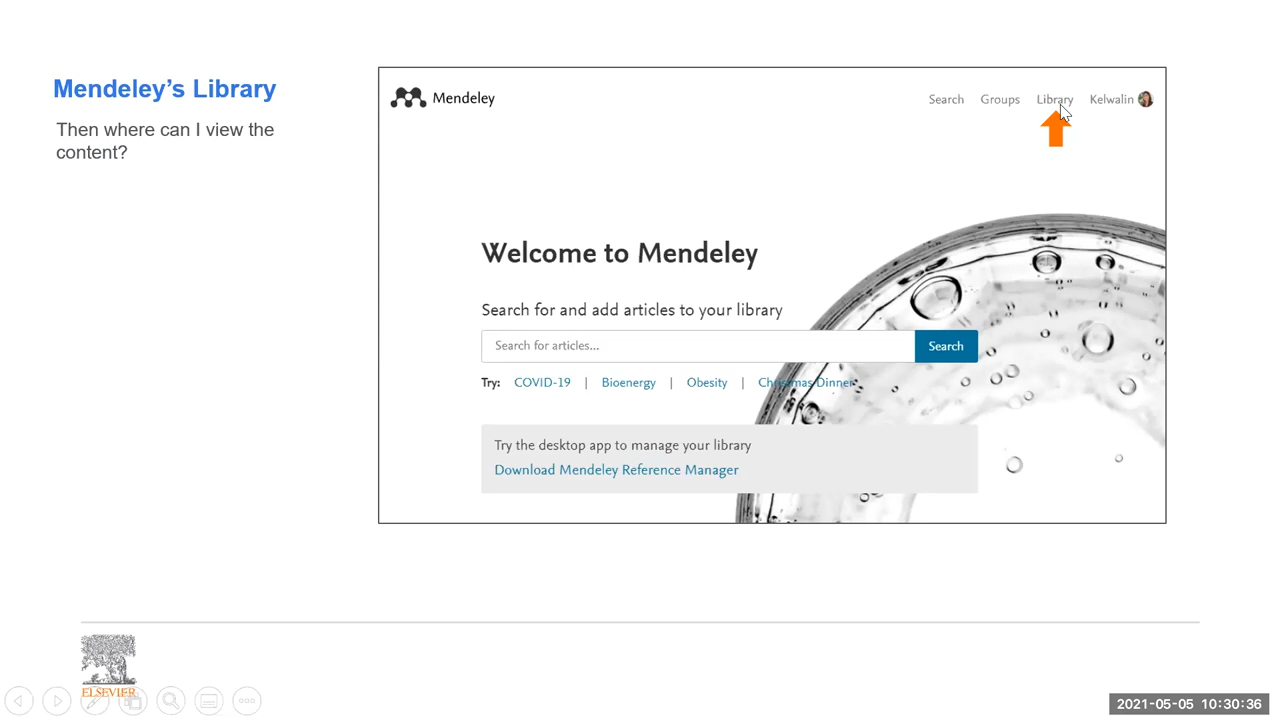 Mendeley's Library
Then where can I view the
content?
Mendeley
Search Groups Library Kelwalin
Welcome to Mendeley
Search for and add articles to your library
Search for articles...
Search
Try: COVID-19 | Bioenergy | Obesity | Christmas Dinner
Try the desktop app to manage your library
Download Mendeley Reference Manager
ELSEVIER
2021-05-05 10:30:36